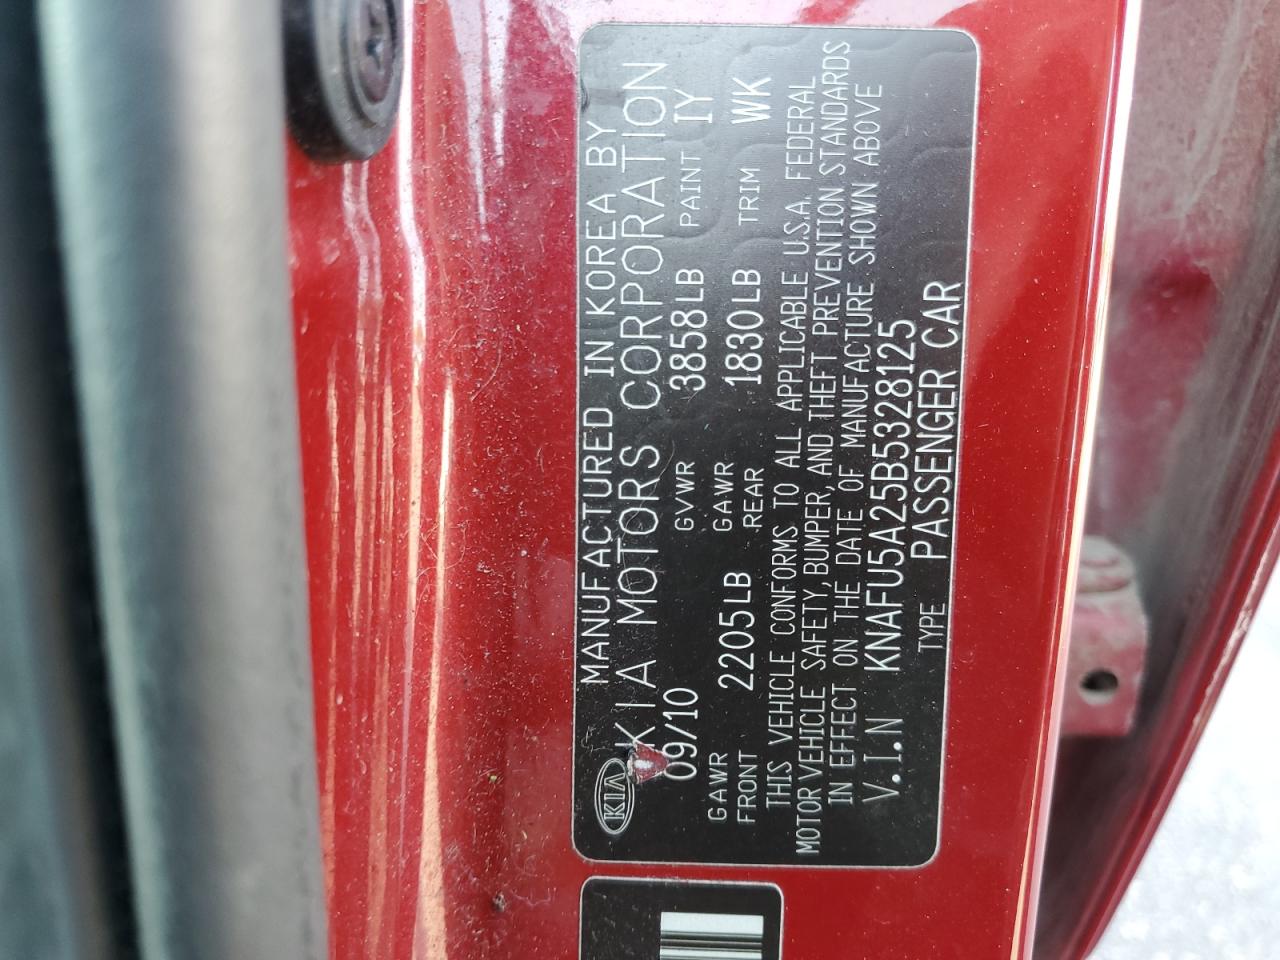 KIA
MANUFACTURED IN KOREA BY
KIA MOTORS CORPORATION
09/10 GVWR 3858LB PAINT IY
GAWR FRONT 2205LB GAWR REAR 1830LB TRIM WK
THIS VEHICLE CONFORMS TO ALL APPLICABLE U.S.A. FEDERAL
MOTOR VEHICLE SAFETY, BUMPER, AND THEFT PREVENTION STANDARDS
IN EFFECT ON THE DATE OF MANUFACTURE SHOWN ABOVE
V.I.N KNAFU5A25B5328125
TYPE PASSENGER CAR